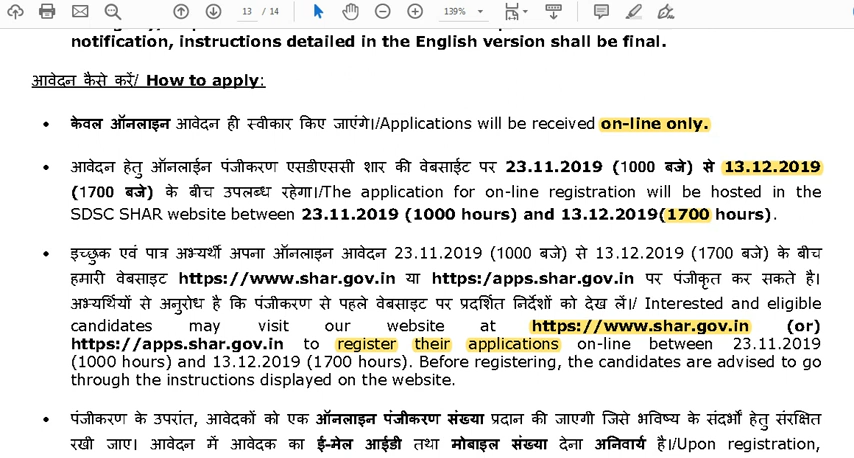 13 / 14
139%
notification, instructions detailed in the English version shall be final.
आवेदन कैसे करें/ How to apply:
• केवल ऑनलाइन आवेदन ही स्वीकार किए जाएंगे।/Applications will be received on-line only.
• आवेदन हेतु ऑनलाईन पंजीकरण एसडीएससी शार की वेबसाईट पर 23.11.2019 (1000 बजे) से 13.12.2019
(1700 बजे) के बीच उपलब्ध रहेगा।/The application for on-line registration will be hosted in the
SDSC SHAR website between 23.11.2019 (1000 hours) and 13.12.2019(1700 hours).
• इच्छुक एवं पात्र अभ्यर्थी अपना ऑनलाइन आवेदन 23.11.2019 (1000 बजे) से 13.12.2019 (1700 बजे) के बीच
हमारी वेबसाइट https://www.shar.gov.in या https:/apps.shar.gov.in पर पंजीकृत कर सकते है।
अभ्यर्थियों से अनुरोध है कि पंजीकरण से पहले वेबसाइट पर प्रदर्शित निर्देशों को देख लें।/ Interested and eligible
candidates may visit our website at https://www.shar.gov.in (or)
https://apps.shar.gov.in to register their applications on-line between 23.11.2019
(1000 hours) and 13.12.2019 (1700 hours). Before registering, the candidates are advised to go
through the instructions displayed on the website.
• पंजीकरण के उपरांत, आवेदकों को एक ऑनलाइन पंजीकरण संख्या प्रदान की जाएगी जिसे भविष्य के संदर्भों हेतु संरक्षित
रखी जाए। आवेदन में आवेदक का ई-मेल आईडी तथा मोबाइल संख्या देना अनिवार्य है।/Upon registration,